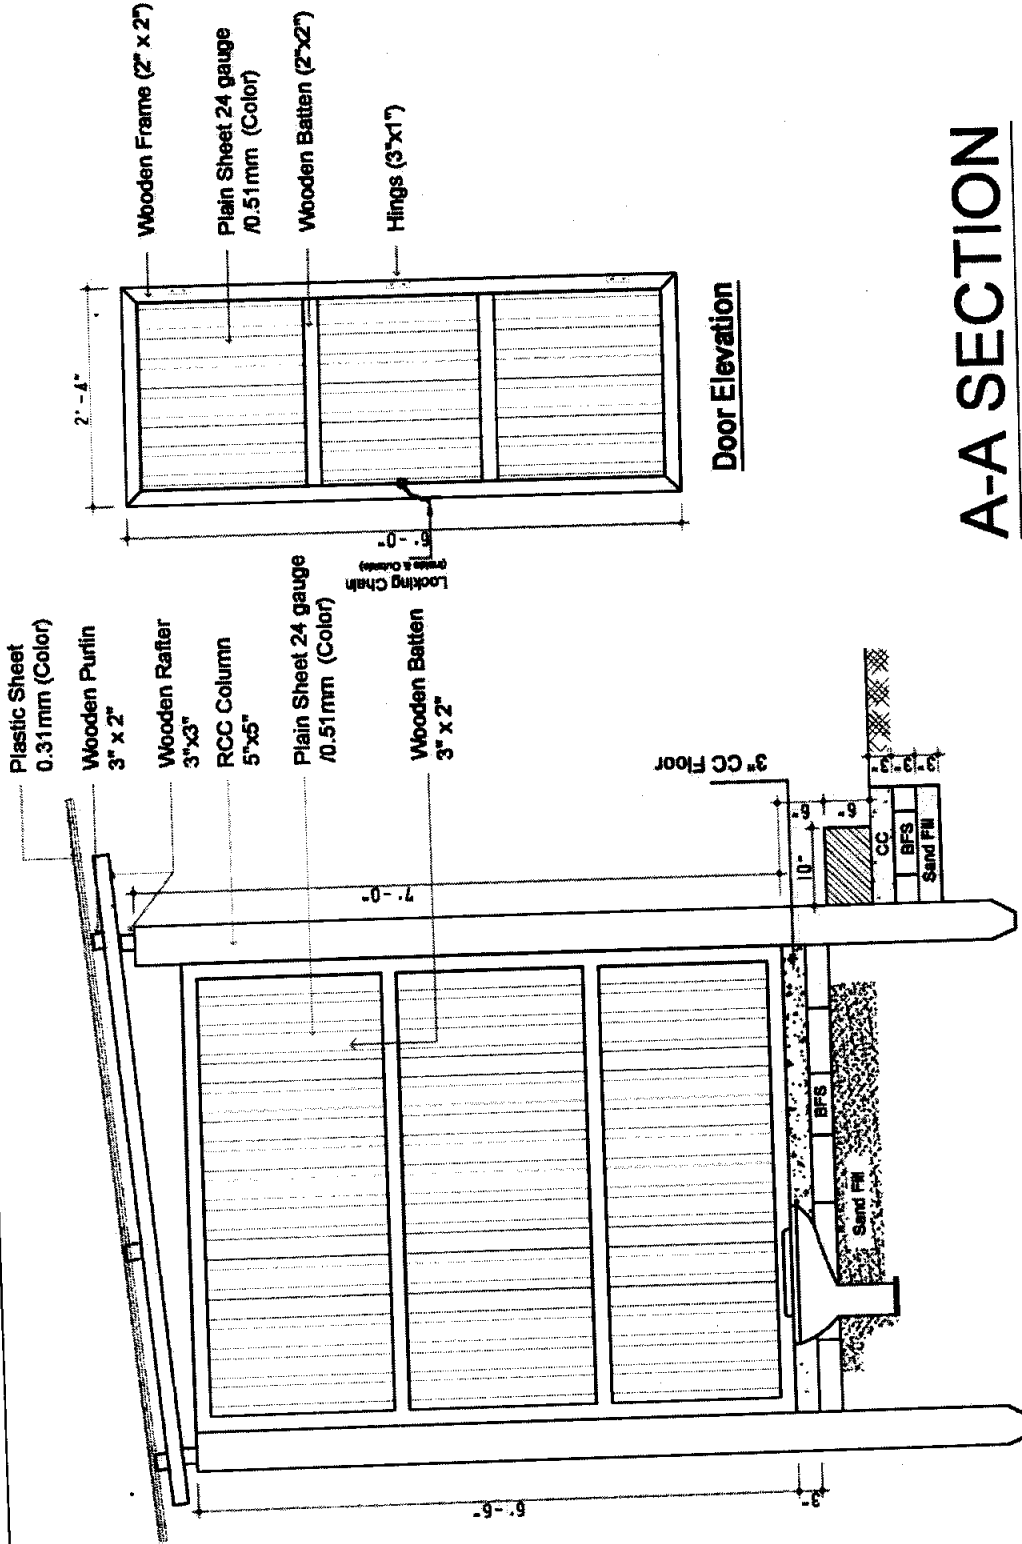 Plastic Sheet
0.31mm (Color)
Wooden Purlin
3" x 2"
Wooden Rafter
3"x3"
RCC Column
5"x5"
Plain Sheet 24 gauge
/0.51mm (Color)
Wooden Batten
3" x 2"
3" CC Floor
7'-0"
6'-6"
3"
6"
6"
10"
3"
3"
3"
CC
BFS
Sand Fill
BFS
Sand Fill
Wooden Frame (2" x 2")
Plain Sheet 24 gauge
/0.51mm (Color)
Wooden Batten (2"x2")
Hings (3"x1")
2'-4"
6'-0"
Locking Chain
(Inside & Outside)
Door Elevation
A-A SECTION